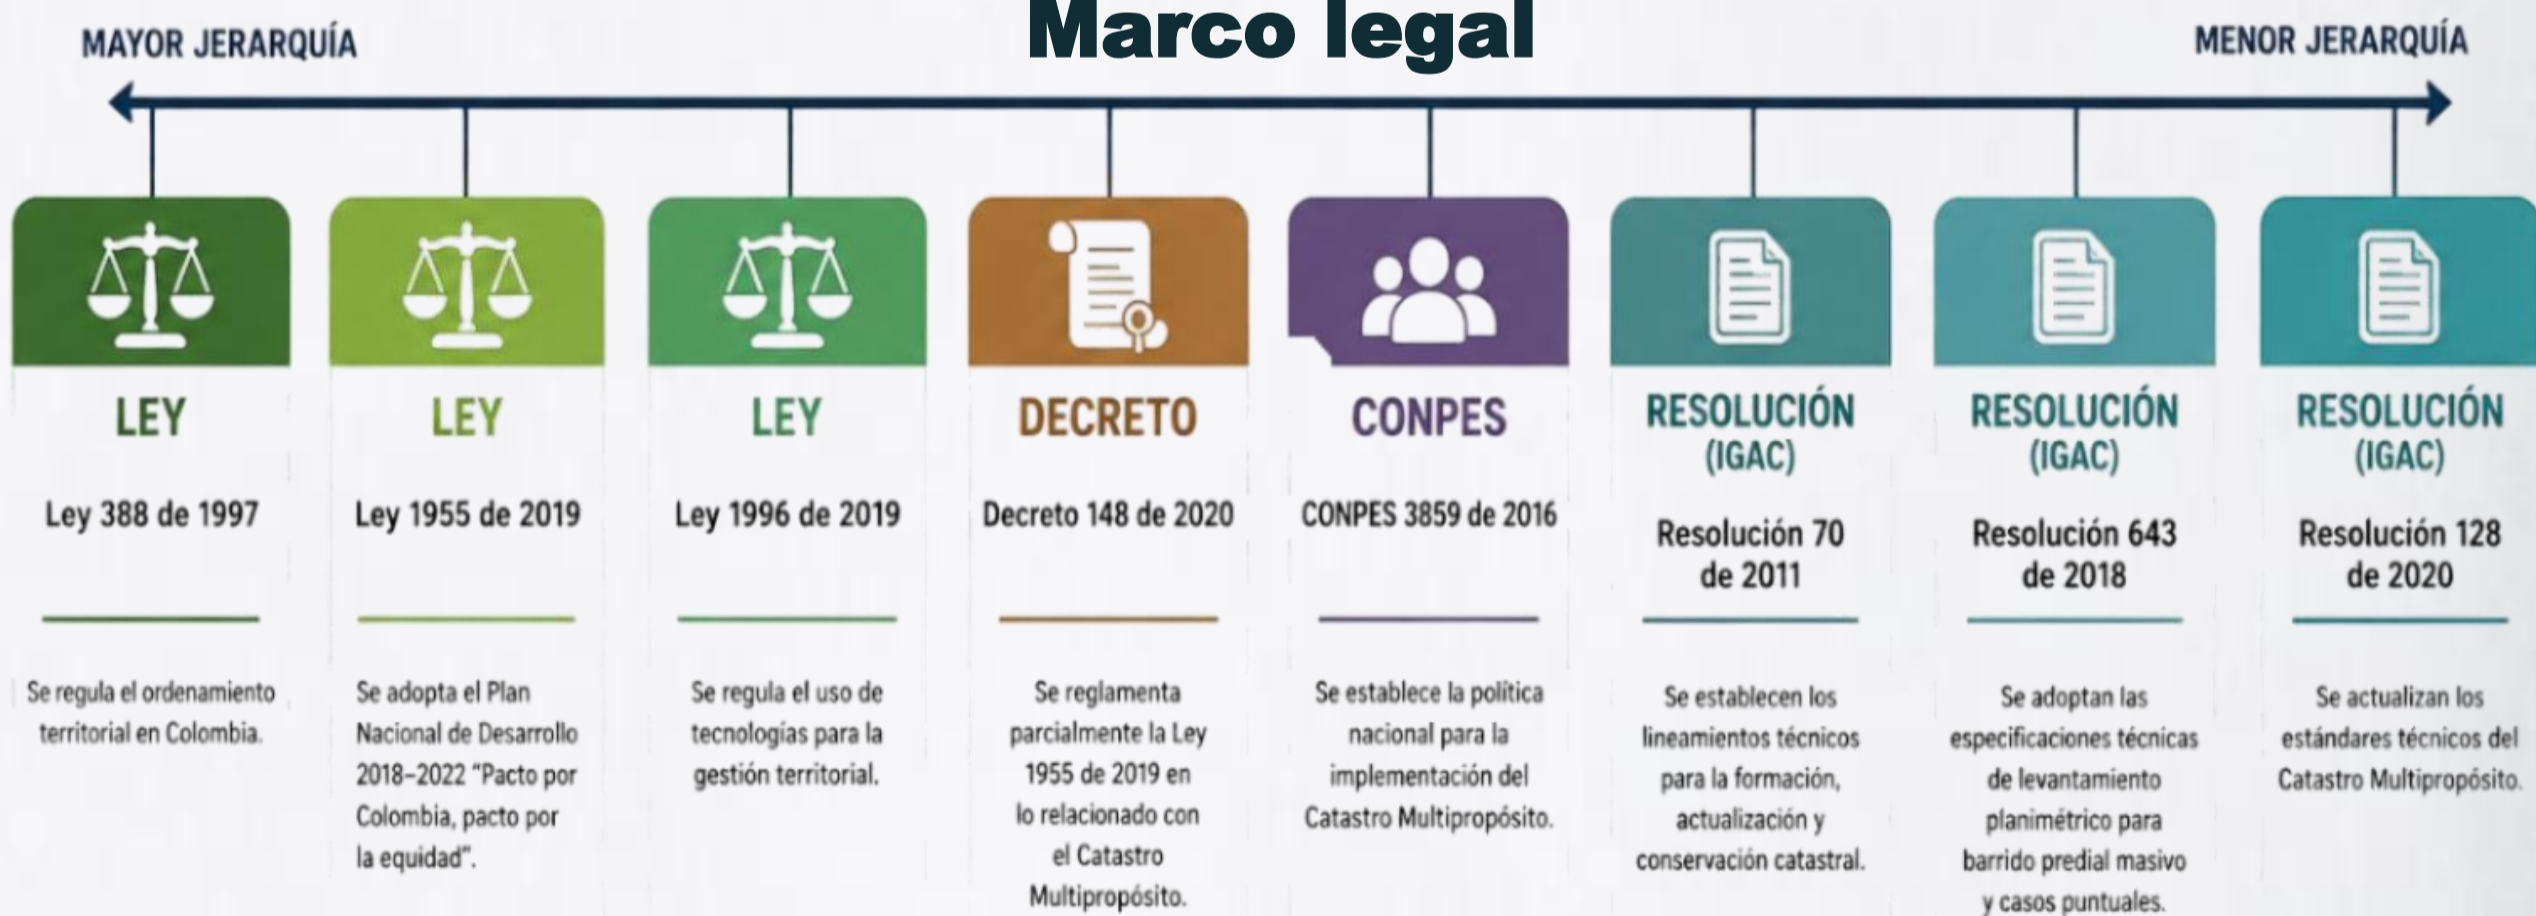 Marco legal
MAYOR JERARQUÍA
MENOR JERARQUÍA
LEY
Ley 388 de 1997
Se regula el ordenamiento
territorial en Colombia.
LEY
Ley 1955 de 2019
Se adopta el Plan
Nacional de Desarrollo
2018–2022 “Pacto por
Colombia, pacto por
la equidad”.
LEY
Ley 1996 de 2019
Se regula el uso de
tecnologías para la
gestión territorial.
DECRETO
Decreto 148 de 2020
Se reglamenta
parcialmente la Ley
1955 de 2019 en
lo relacionado con
el Catastro
Multipropósito.
CONPES
CONPES 3859 de 2016
Se establece la política
nacional para la
implementación del
Catastro Multipropósito.
RESOLUCIÓN
(IGAC)
Resolución 70
de 2011
Se establecen los
lineamientos técnicos
para la formación,
actualización y
conservación catastral.
RESOLUCIÓN
(IGAC)
Resolución 643
de 2018
Se adoptan las
especificaciones técnicas
de levantamiento
planimétrico para
barrido predial masivo
y casos puntuales.
RESOLUCIÓN
(IGAC)
Resolución 128
de 2020
Se actualizan los
estándares técnicos del
Catastro Multipropósito.